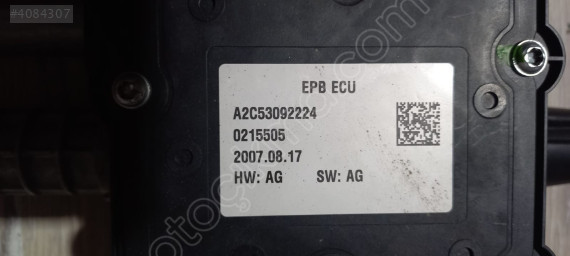 #4084307
EPB ECU
A2C53092224
0215505
2007.08.17
HW: AG SW: AG